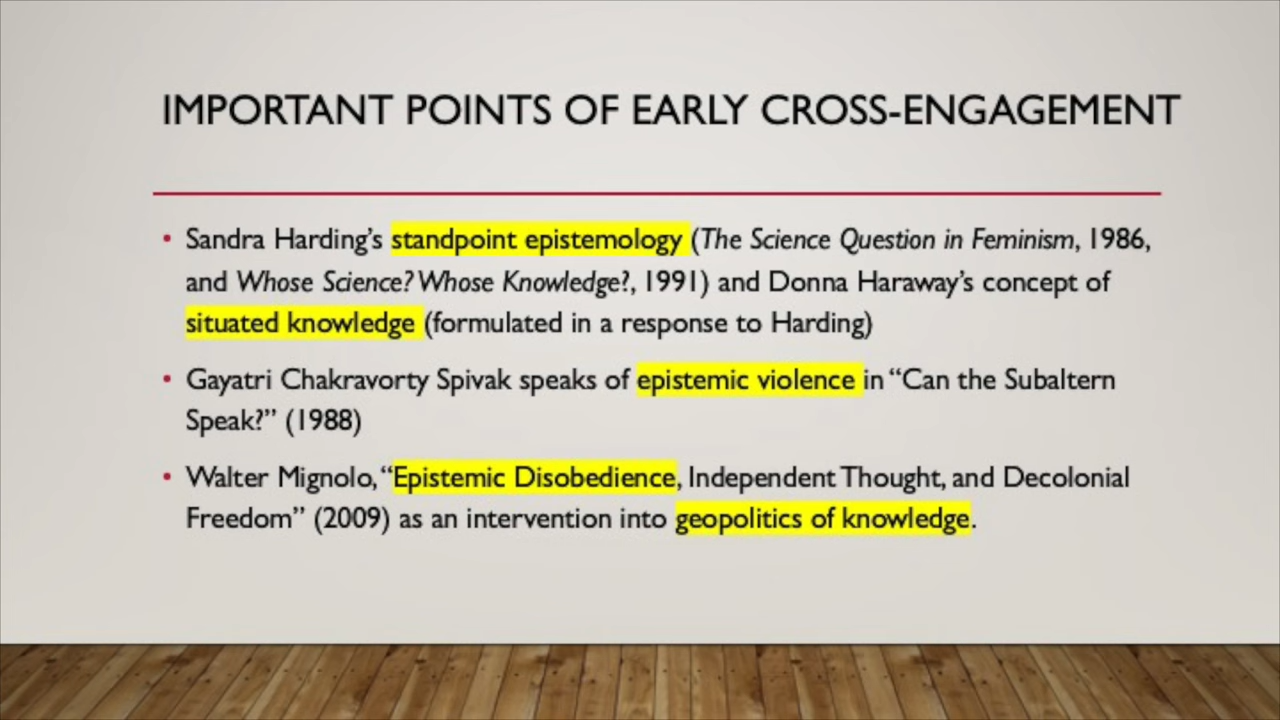 IMPORTANT POINTS OF EARLY CROSS-ENGAGEMENT
• Sandra Harding’s standpoint epistemology (The Science Question in Feminism, 1986,
and Whose Science? Whose Knowledge?, 1991) and Donna Haraway’s concept of
situated knowledge (formulated in a response to Harding)
• Gayatri Chakravorty Spivak speaks of epistemic violence in “Can the Subaltern
Speak?” (1988)
• Walter Mignolo, “Epistemic Disobedience, Independent Thought, and Decolonial
Freedom” (2009) as an intervention into geopolitics of knowledge.